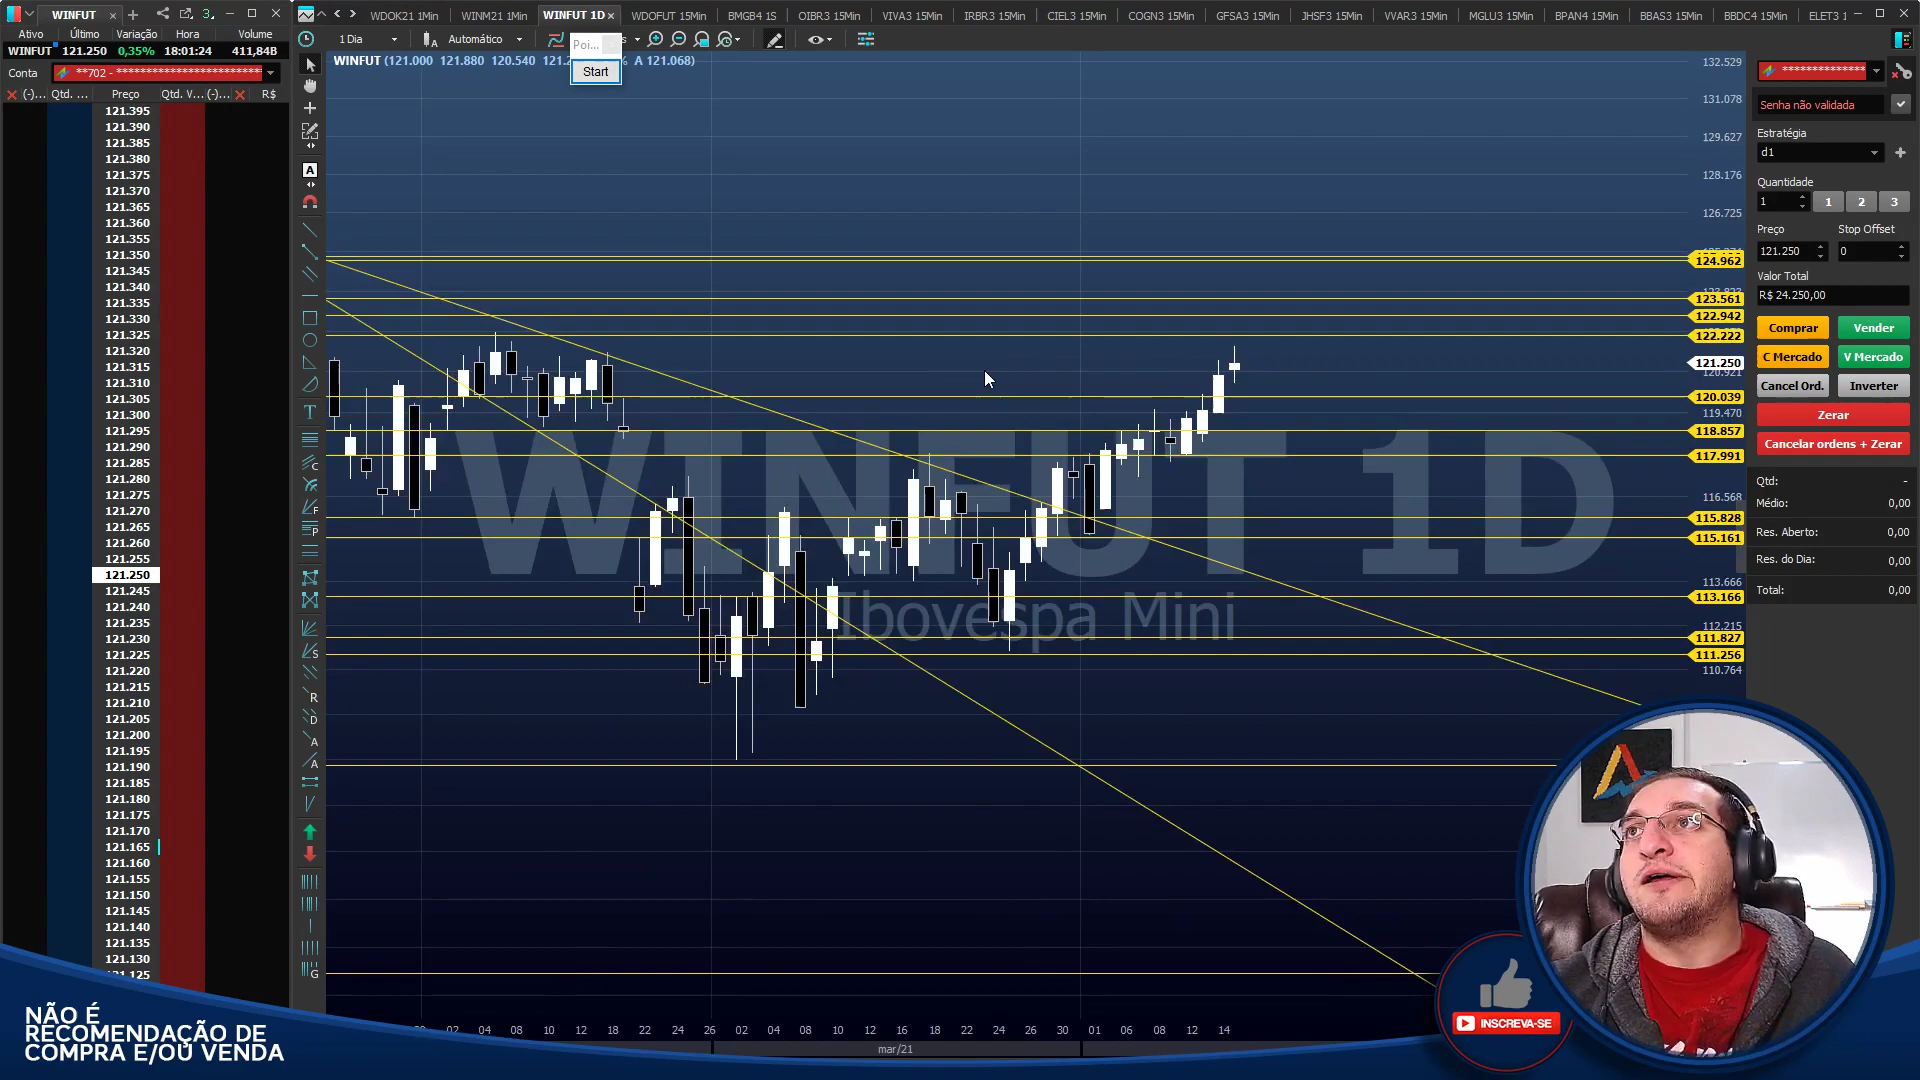 WINFUT
3
WDOK21 1Min
WINM21 1Min
WINFUT 1D
WDOFUT 15Min
BMGB4 1S
OIBR3 15Min
VIVA3 15Min
IRBR3 15Min
CIEL3 15Min
COGN3 15Min
GFSA3 15Min
JHSF3 15Min
VVAR3 15Min
MGLU3 15Min
BPAN4 15Min
BBAS3 15Min
BBDC4 15Min
ELET3 1
Ativo Último Variação Hora Volume
WINFUT 121.250 0,35% 18:01:24 411,84B
Conta **702 - **************************
(-)... Qtd. ... Preço Qtd. V... (-)... R$
1 Dia
Automático
Poi...
Start
WINFUT (121.000 121.880 120.540 121.2 % A 121.068)
121.395
121.390
121.385
121.380
121.375
121.370
121.365
121.360
121.355
121.350
121.345
121.340
121.335
121.330
121.325
121.320
121.315
121.310
121.305
121.300
121.295
121.290
121.285
121.280
121.275
121.270
121.265
121.260
121.255
121.250
121.245
121.240
121.235
121.230
121.225
121.220
121.215
121.210
121.205
121.200
121.195
121.190
121.185
121.180
121.175
121.170
121.165
121.160
121.155
121.150
121.145
121.140
121.135
121.130
121.125
WINFUT 1D
Ibovespa Mini
132.529
131.078
129.627
128.176
126.725
124.962
123.561
122.942
122.222
121.250
120.921
120.039
119.470
118.857
117.991
116.568
115.828
115.161
113.666
113.166
112.215
111.827
111.256
110.764
02 04 08 10 12 18 22 24 26 02 04 08 10 12 16 18 22 24 26 30 01 06 08 12 14
mar/21
***************
Senha não validada
Estratégia
d1
Quantidade
1 1 2 3
Preço Stop Offset
121.250 0
Valor Total
R$ 24.250,00
Comprar Vender
C Mercado V Mercado
Cancel Ord. Inverter
Zerar
Cancelar ordens + Zerar
Qtd: -
Médio: 0,00
Res. Aberto: 0,00
Res. do Dia: 0,00
Total: 0,00
NÃO É
RECOMENDAÇÃO DE
COMPRA E/OU VENDA
INSCREVA-SE